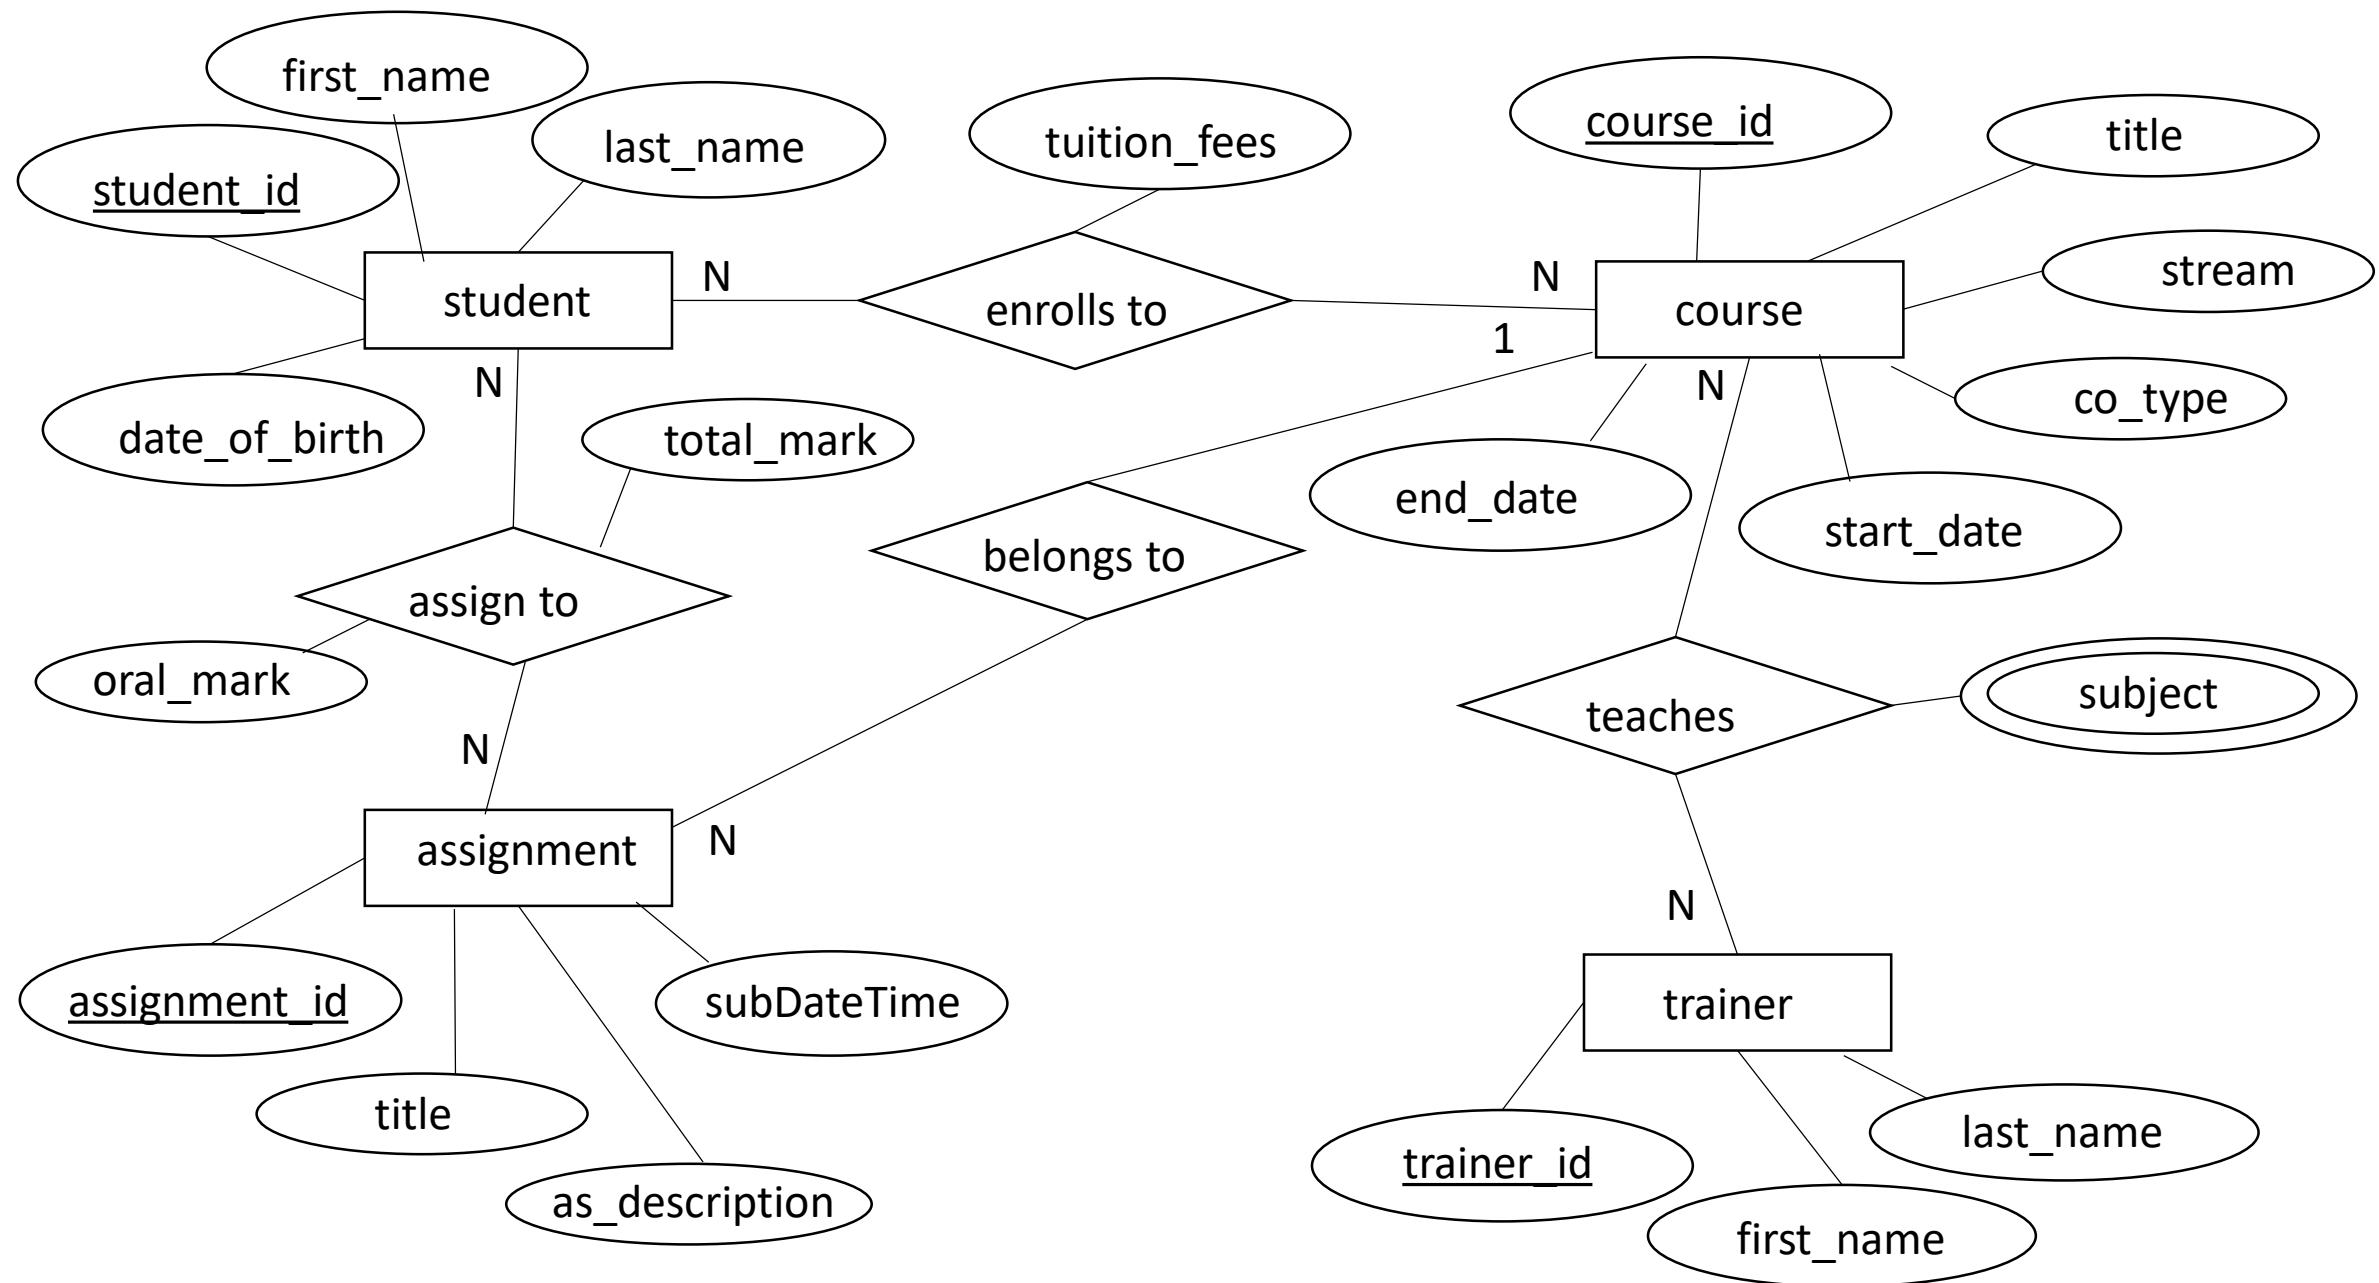 first_name
last_name
student_id
tuition_fees
course_id
title
stream
student
N
enrolls to
N
course
1
N
N
date_of_birth
total_mark
co_type
end_date
start_date
belongs to
assign to
oral_mark
subject
teaches
N
N
assignment
N
assignment_id
subDateTime
trainer
title
as_description
trainer_id
last_name
first_name